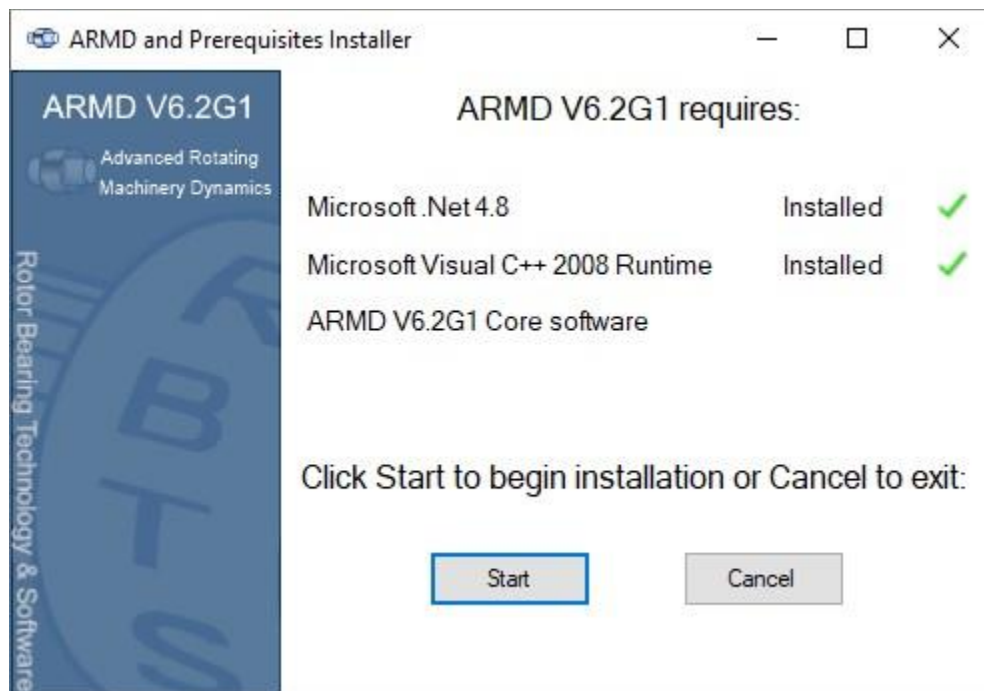 ARMD and Prerequisites Installer
ARMD V6.2G1
Advanced Rotating
Machinery Dynamics
Rotor Bearing Technology & Software
RBTS
ARMD V6.2G1 requires:
Microsoft .Net 4.8 Installed
Microsoft Visual C++ 2008 Runtime Installed
ARMD V6.2G1 Core software
Click Start to begin installation or Cancel to exit:
Start Cancel